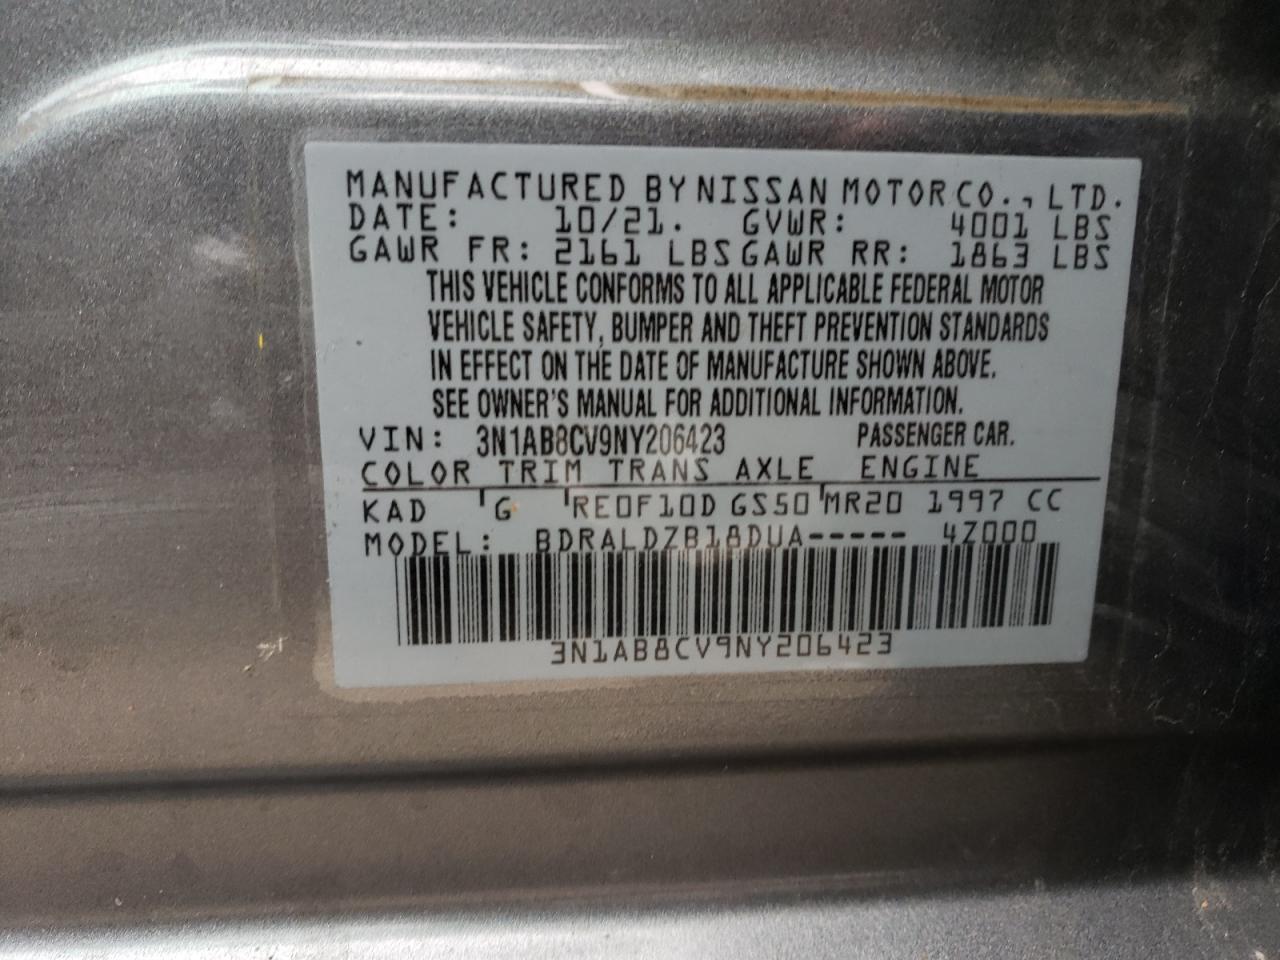 MANUFACTURED BY NISSAN MOTOR CO., LTD.
DATE: 10/21. GVWR: 4001 LBS
GAWR FR: 2161 LBS GAWR RR: 1863 LBS
THIS VEHICLE CONFORMS TO ALL APPLICABLE FEDERAL MOTOR
VEHICLE SAFETY, BUMPER AND THEFT PREVENTION STANDARDS
IN EFFECT ON THE DATE OF MANUFACTURE SHOWN ABOVE.
SEE OWNER'S MANUAL FOR ADDITIONAL INFORMATION.
VIN: 3N1AB8CV9NY206423 PASSENGER CAR.
COLOR TRIM TRANS AXLE ENGINE
KAD G RE0F10D GS50 MR20 1997 CC
MODEL: BDRALDZB18DUA----- 4Z000
3N1AB8CV9NY206423